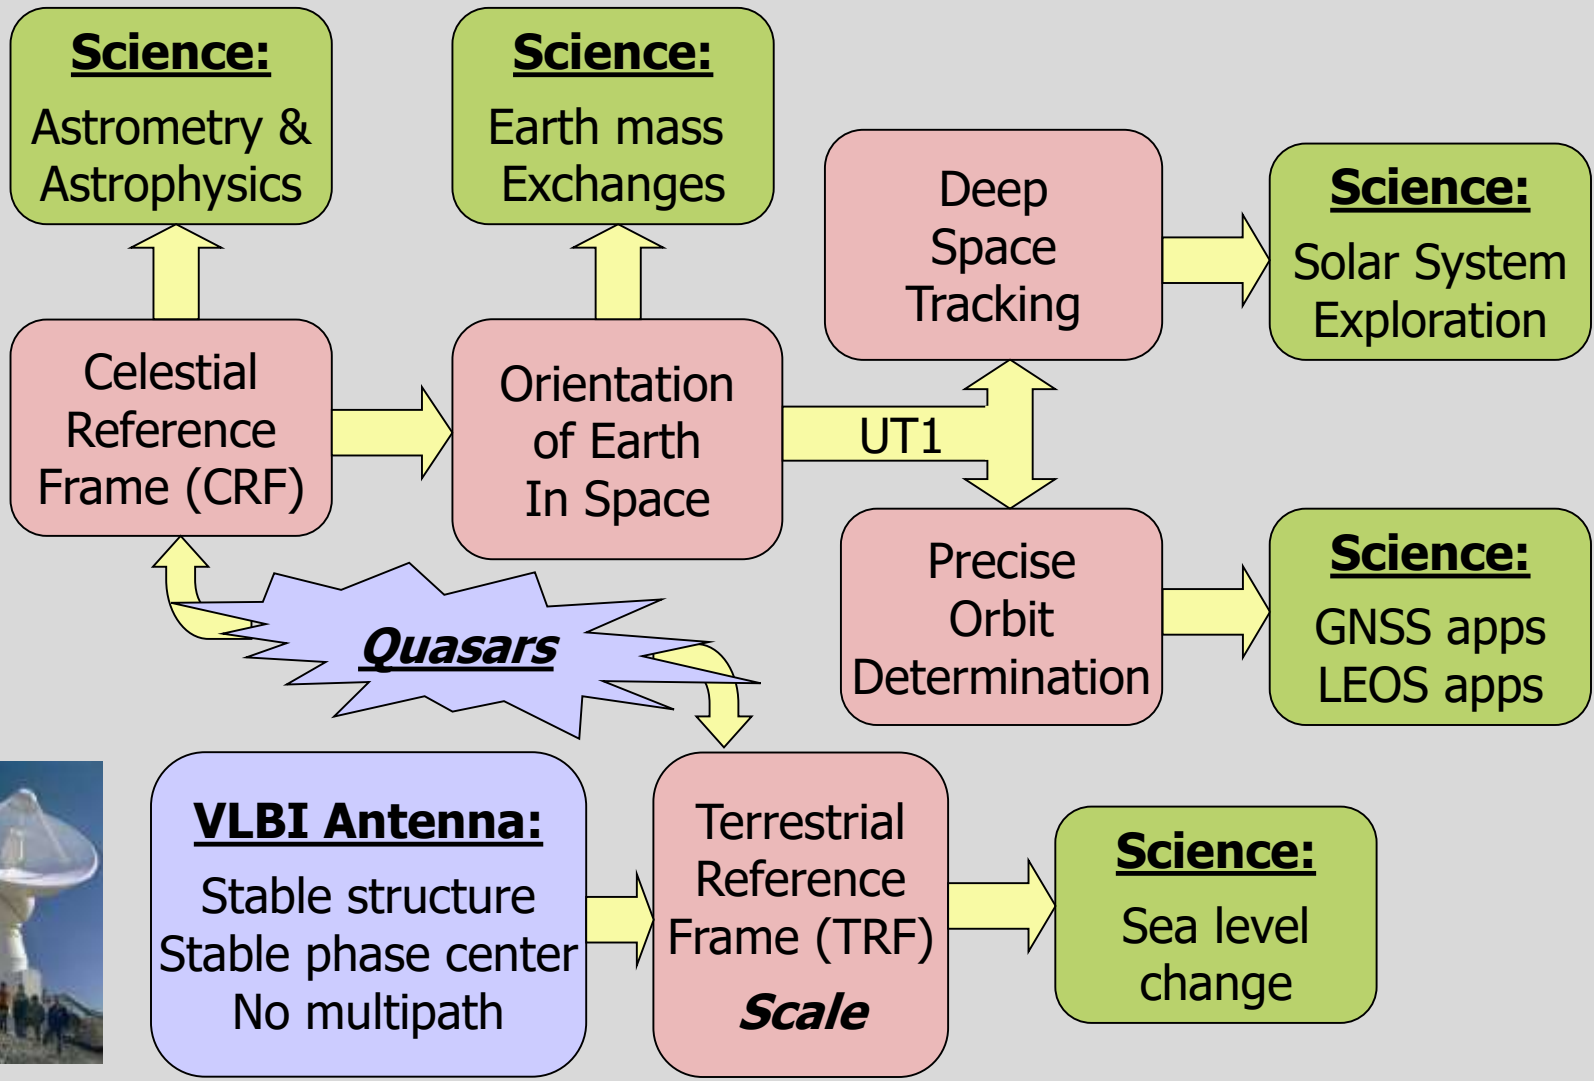 Science:
Astrometry &
Astrophysics
Science:
Earth mass
Exchanges
Deep
Space
Tracking
Science:
Solar System
Exploration
Celestial
Reference
Frame (CRF)
Orientation
of Earth
In Space
UT1
Precise
Orbit
Determination
Science:
GNSS apps
LEOS apps
Quasars
VLBI Antenna:
Stable structure
Stable phase center
No multipath
Terrestrial
Reference
Frame (TRF)
Scale
Science:
Sea level
change